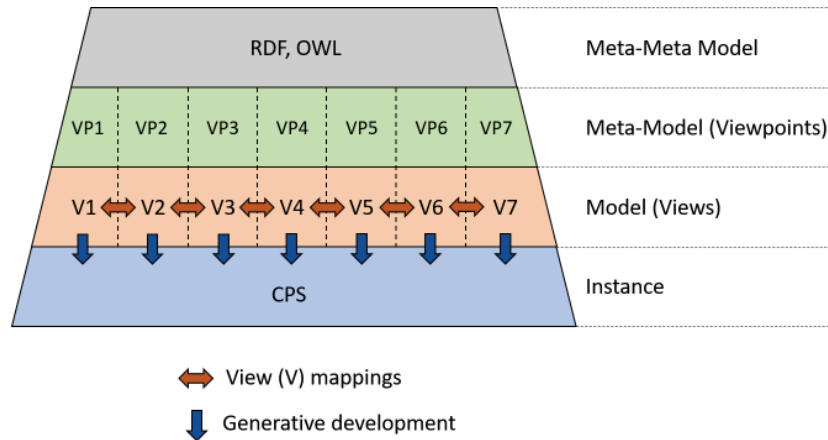 RDF, OWL Meta-Meta Model
VP1 VP2 VP3 VP4 VP5 VP6 VP7 Meta-Model (Viewpoints)
V1 V2 V3 V4 V5 V6 V7 Model (Views)
CPS Instance
View (V) mappings
Generative development